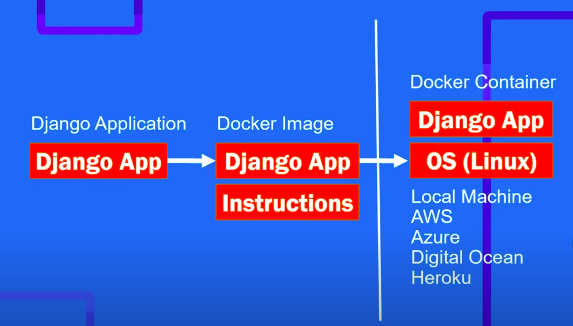 Django Application
Django App
Docker Image
Django App
Instructions
Docker Container
Django App
OS (Linux)
Local Machine
AWS
Azure
Digital Ocean
Heroku